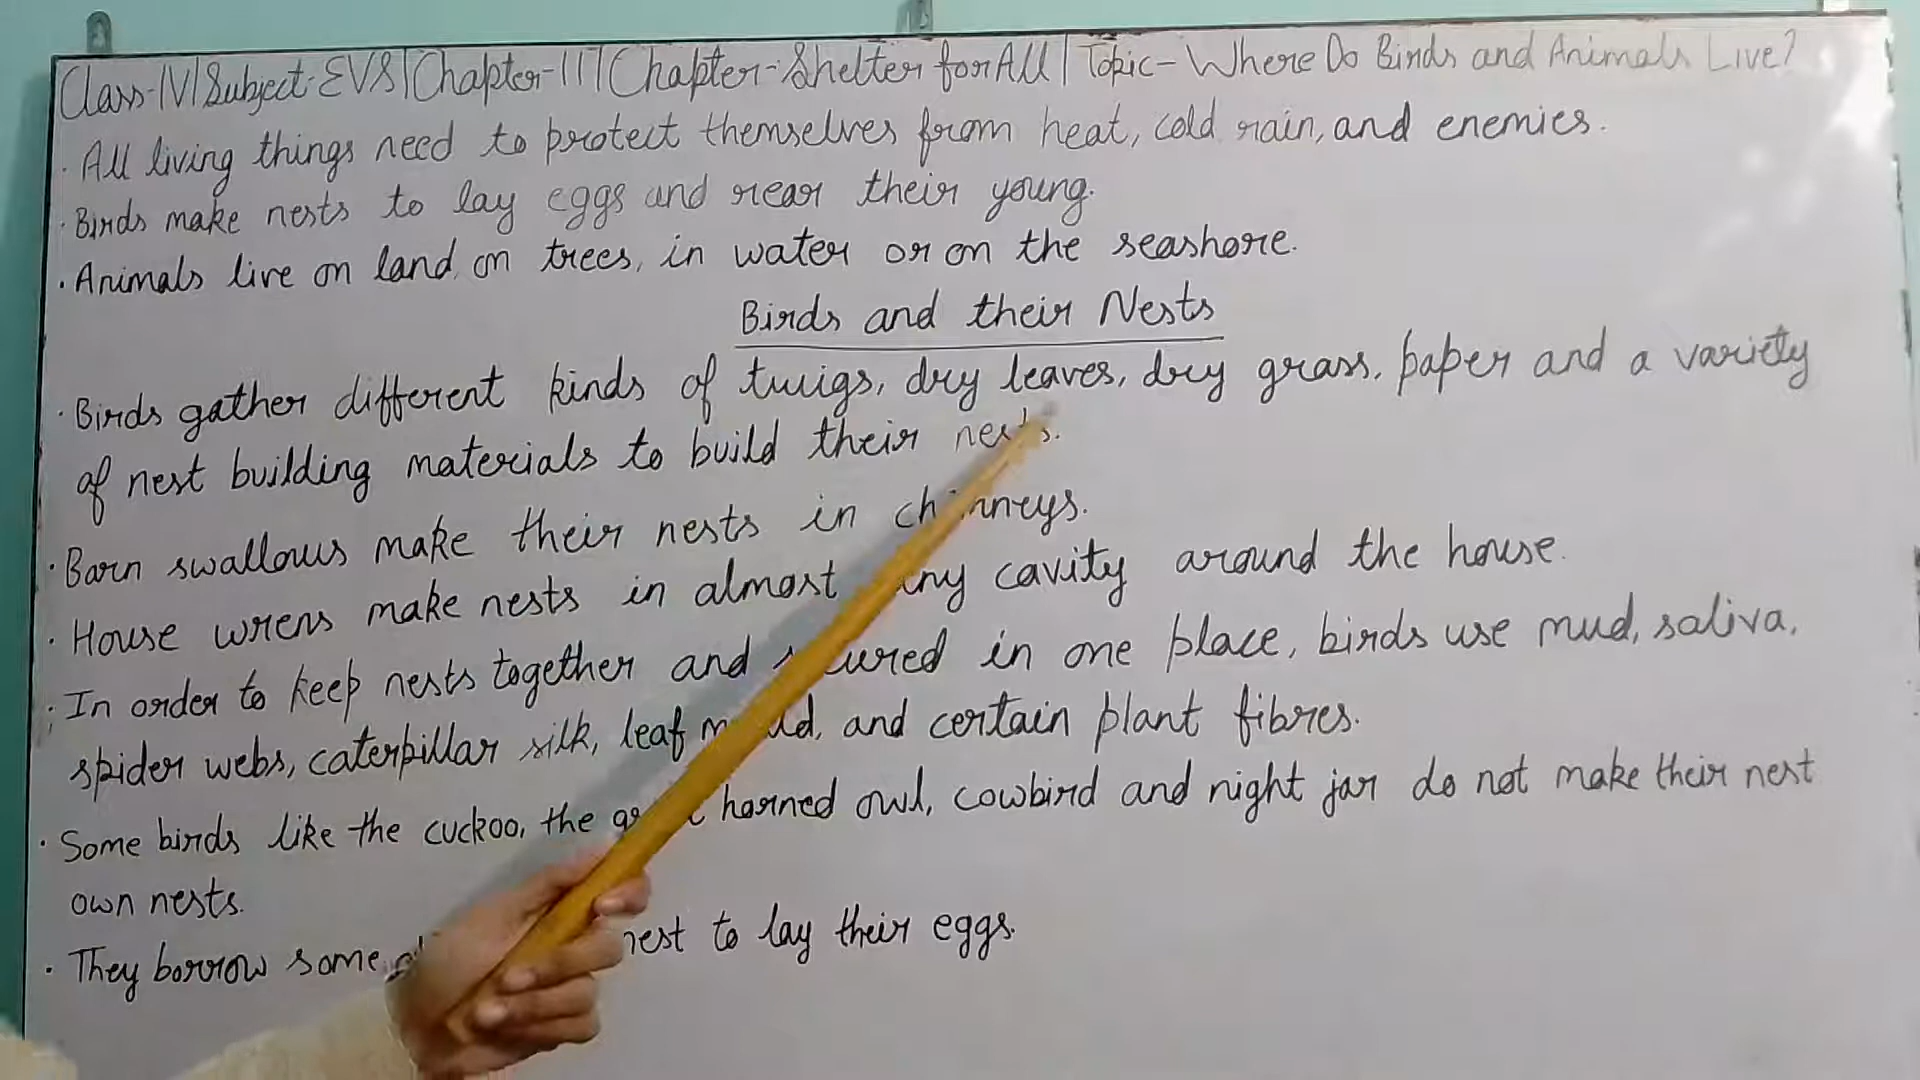 Class-IV|Subject-EVS|Chapter-III|Chapter-Shelter for All|Topic-Where Do Birds and Animals Live?
· All living things need to protect themselves from heat, cold rain, and enemies.
· Birds make nests to lay eggs and rear their young.
· Animals live on land, on trees, in water or on the seashore.
Birds and their Nests
· Birds gather different kinds of twigs, dry leaves, dry grass, paper and a variety
of nest building materials to build their nests.
· Barn swallows make their nests in chimneys.
· House wrens make nests in almost any cavity around the house.
· In order to keep nests together and secured in one place, birds use mud, saliva,
spider webs, caterpillar silk, leaf and certain plant fibres.
· Some birds like the cuckoo, the horned owl, cowbird and night jar do not make their nest
own nests.
· They borrow some nest to lay their eggs.